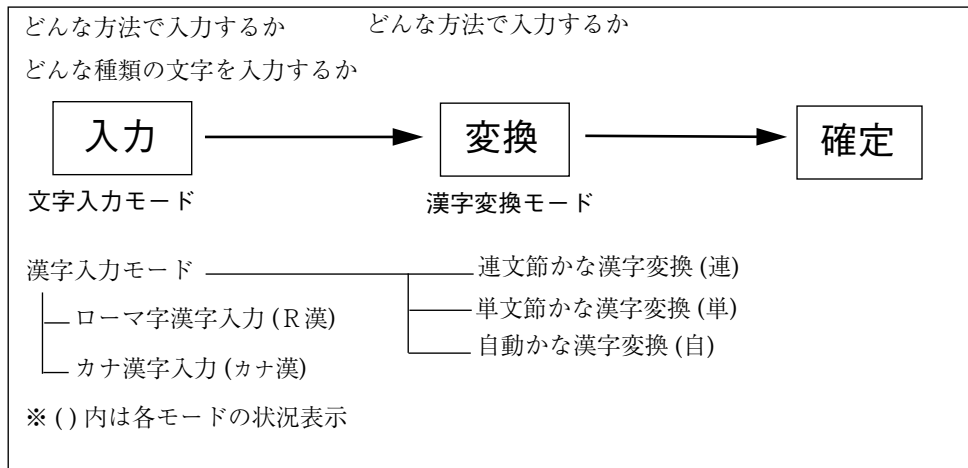 どんな方法で入力するか どんな方法で入力するか
どんな種類の文字を入力するか
入力 変換 確定
文字入力モード 漢字変換モード
漢字入力モード 連文節かな漢字変換 (連)
ローマ字漢字入力 (Ｒ漢) 単文節かな漢字変換 (単)
自動かな漢字変換 (自)
カナ漢字入力 (カナ漢)
※ ( ) 内は各モードの状況表示